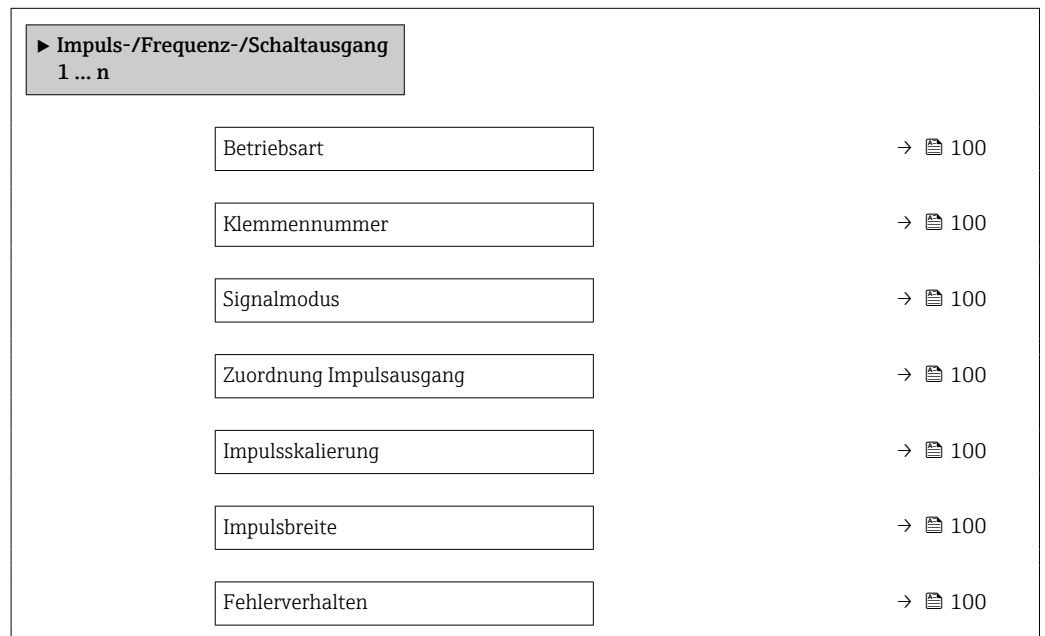 ▶ Impuls-/Frequenz-/Schaltausgang
1 ... n
Betriebsart → 100
Klemmennummer → 100
Signalmodus → 100
Zuordnung Impulsausgang → 100
Impulsskalierung → 100
Impulsbreite → 100
Fehlerverhalten → 100